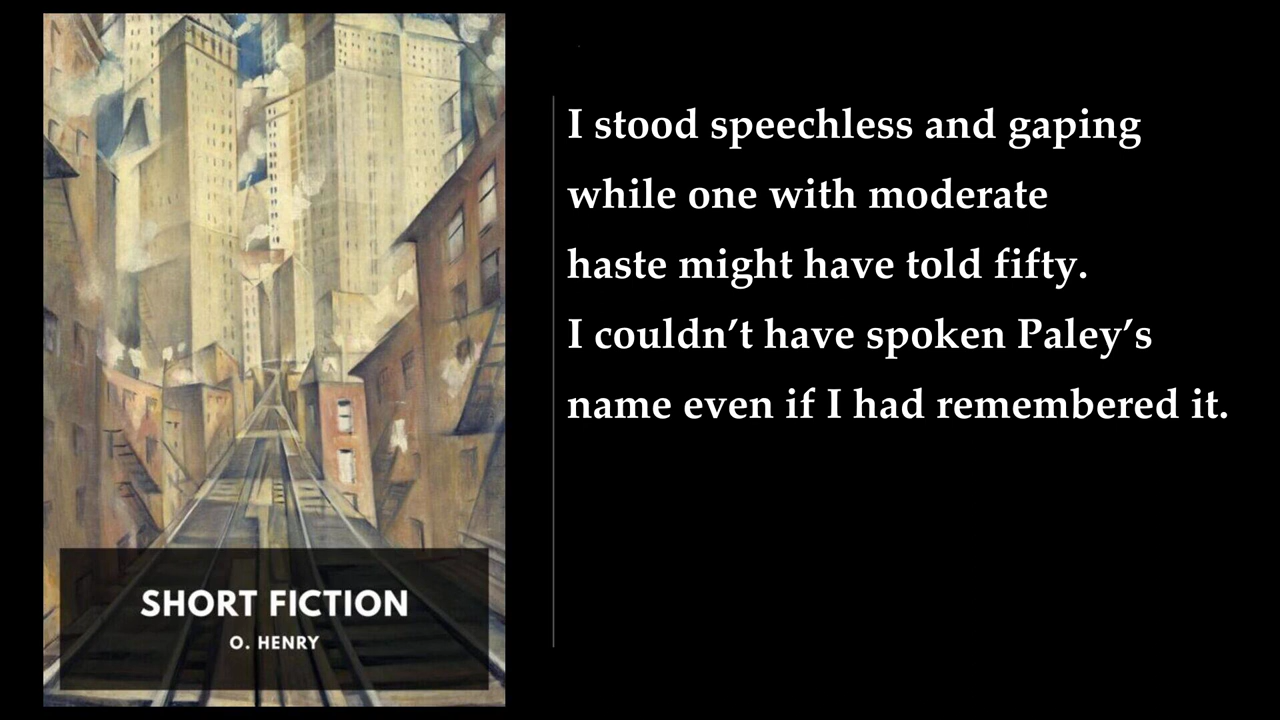 SHORT FICTION
O. HENRY
I stood speechless and gaping
while one with moderate
haste might have told fifty.
I couldn’t have spoken Paley’s
name even if I had remembered it.